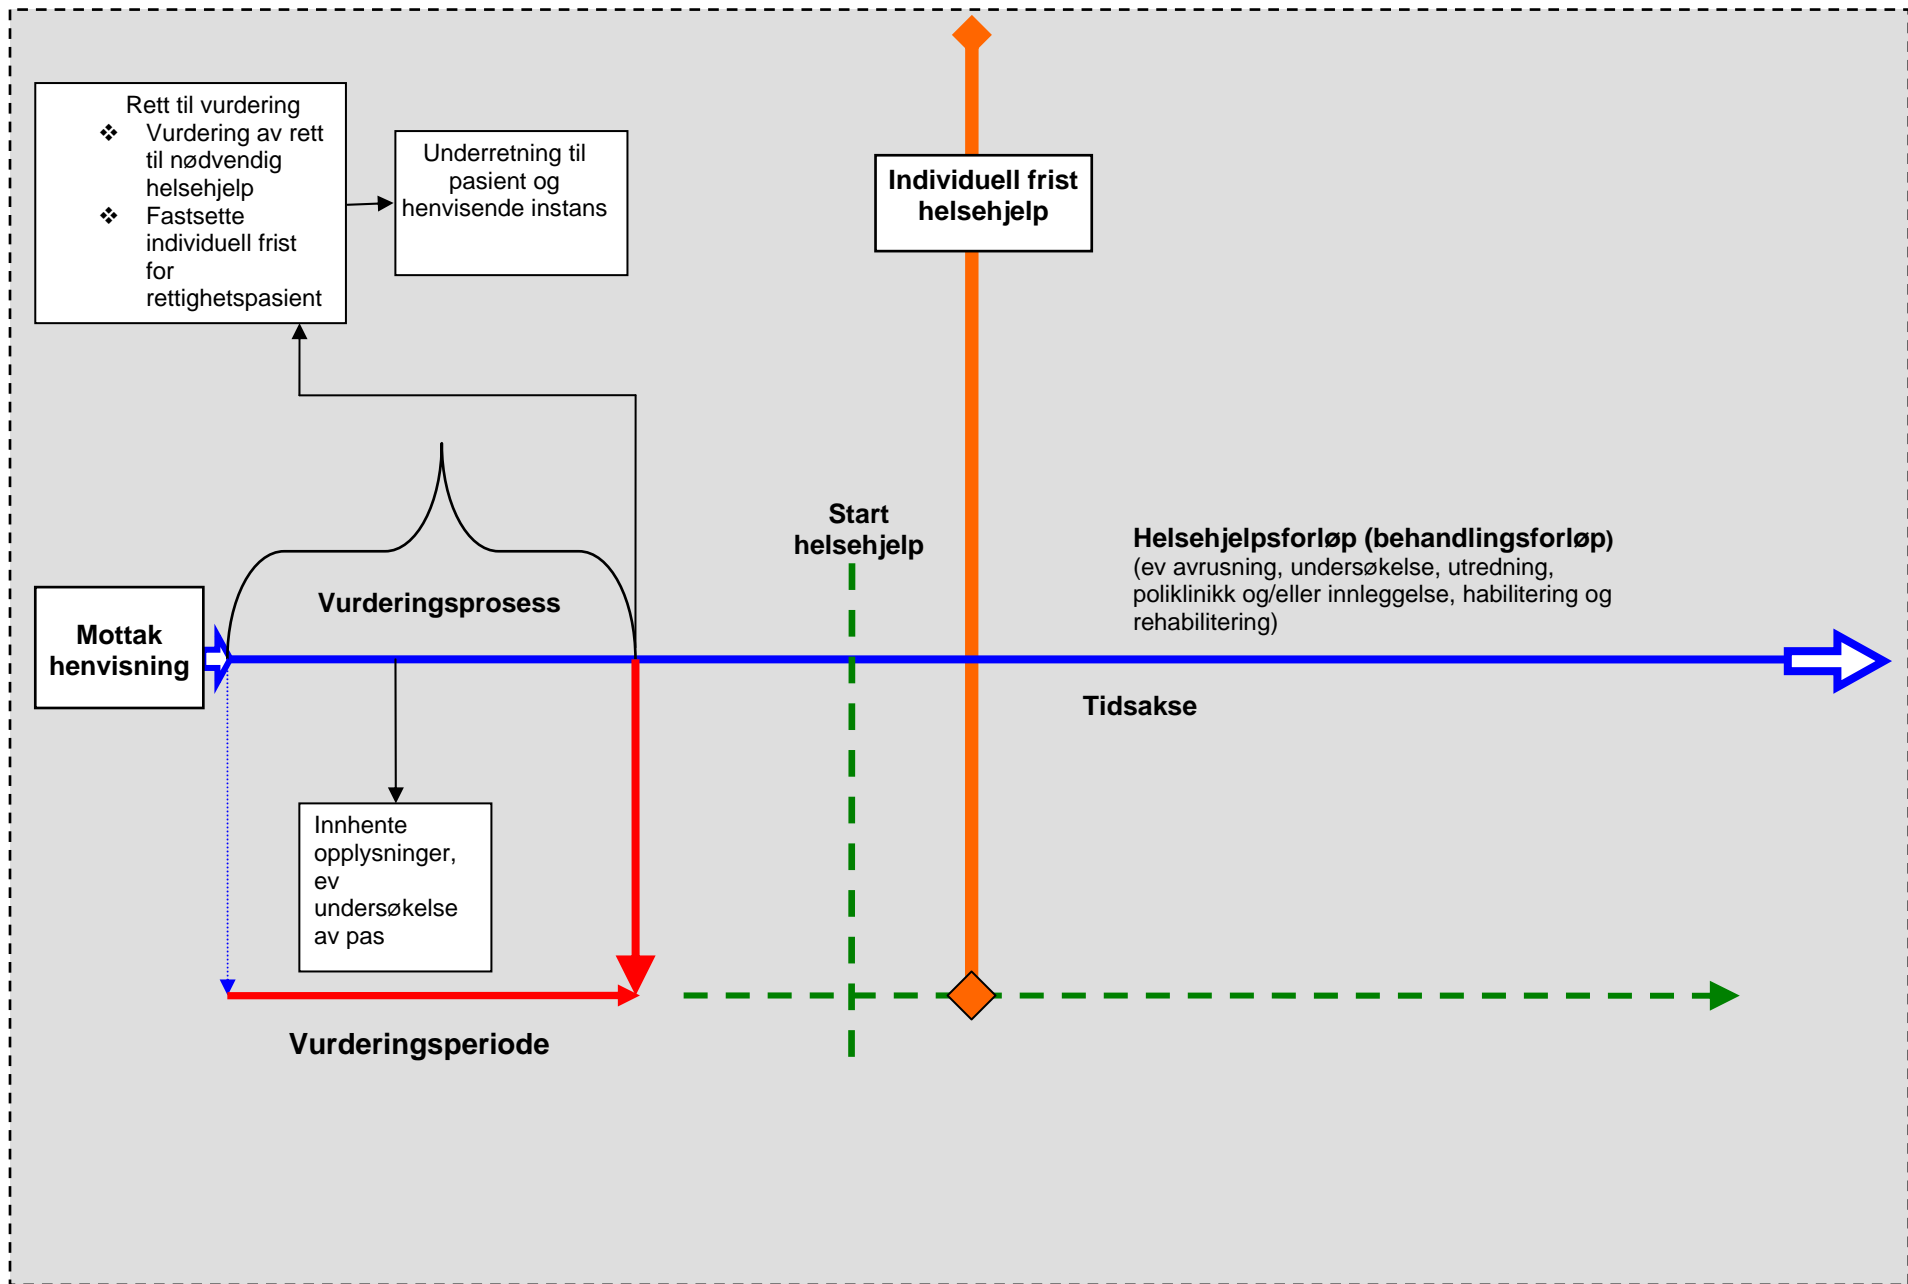 Rett til vurdering
❖ Vurdering av rett
til nødvendig
helsehjelp
❖ Fastsette
individuell frist
for
rettighetspasient
Underretning til
pasient og
henvisende instans
Individuell frist
helsehjelp
Start
helsehjelp
Helsehjelpsforløp (behandlingsforløp)
(ev avrusning, undersøkelse, utredning,
poliklinikk og/eller innleggelse, habilitering og
rehabilitering)
Vurderingsprosess
Mottak
henvisning
Tidsakse
Innhente
opplysninger,
ev
undersøkelse
av pas
Vurderingsperiode